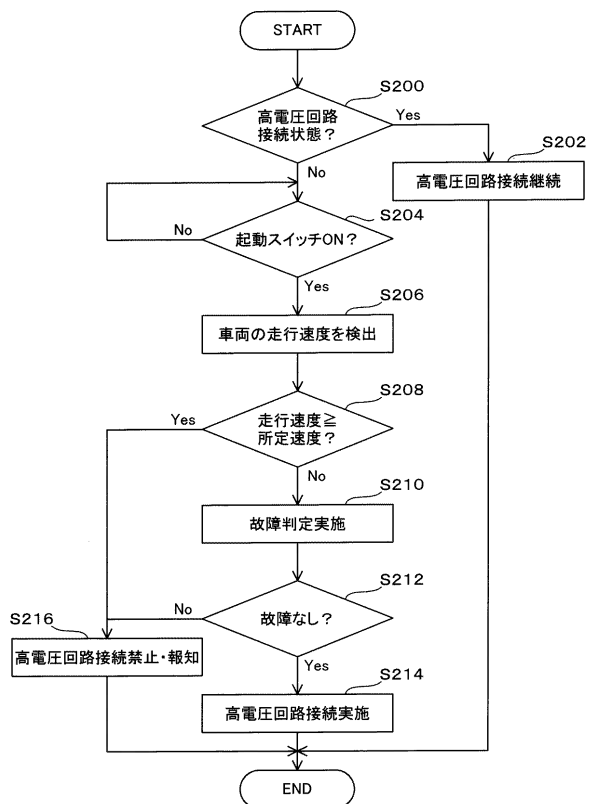 START
S200
高電圧回路
接続状態？
Yes
No
S202
高電圧回路接続継続
S204
起動スイッチON？
No
Yes
S206
車両の走行速度を検出
S208
走行速度≧
所定速度？
Yes
No
S210
故障判定実施
S212
故障なし？
No
Yes
S216
高電圧回路接続禁止・報知
S214
高電圧回路接続実施
END